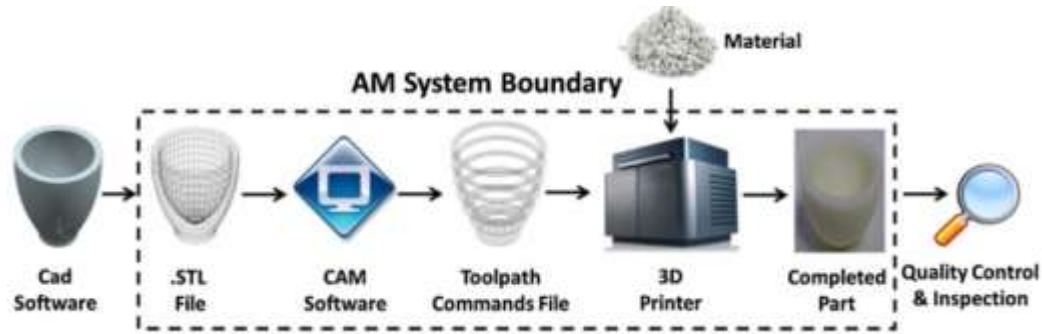 Material
AM System Boundary
Cad
Software
.STL
File
CAM
Software
Toolpath
Commands File
3D
Printer
Completed
Part
Quality Control
& Inspection